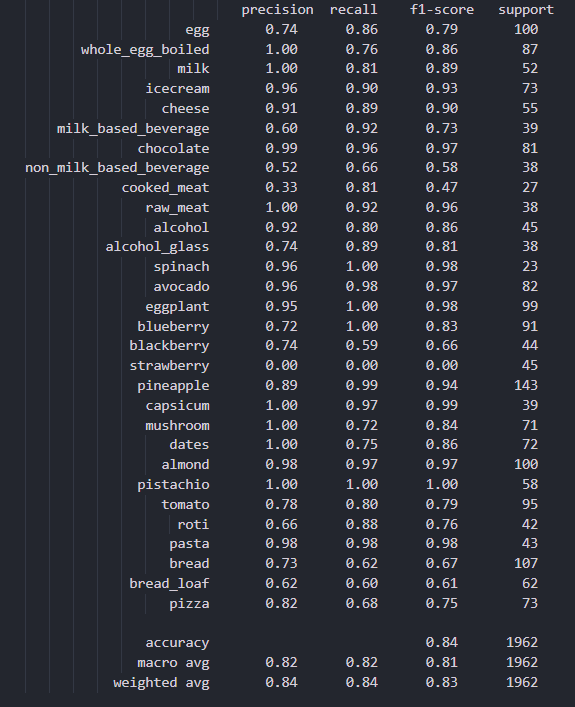 precision recall f1-score support
egg 0.74 0.86 0.79 100
whole_egg_boiled 1.00 0.76 0.86 87
milk 1.00 0.81 0.89 52
icecream 0.96 0.90 0.93 73
cheese 0.91 0.89 0.90 55
milk_based_beverage 0.60 0.92 0.73 39
chocolate 0.99 0.96 0.97 81
non_milk_based_beverage 0.52 0.66 0.58 38
cooked_meat 0.33 0.81 0.47 27
raw_meat 1.00 0.92 0.96 38
alcohol 0.92 0.80 0.86 45
alcohol_glass 0.74 0.89 0.81 38
spinach 0.96 1.00 0.98 23
avocado 0.96 0.98 0.97 82
eggplant 0.95 1.00 0.98 99
blueberry 0.72 1.00 0.83 91
blackberry 0.74 0.59 0.66 44
strawberry 0.00 0.00 0.00 45
pineapple 0.89 0.99 0.94 143
capsicum 1.00 0.97 0.99 39
mushroom 1.00 0.72 0.84 71
dates 1.00 0.75 0.86 72
almond 0.98 0.97 0.97 100
pistachio 1.00 1.00 1.00 58
tomato 0.78 0.80 0.79 95
roti 0.66 0.88 0.76 42
pasta 0.98 0.98 0.98 43
bread 0.73 0.62 0.67 107
bread_loaf 0.62 0.60 0.61 62
pizza 0.82 0.68 0.75 73
accuracy 0.84 1962
macro avg 0.82 0.82 0.81 1962
weighted avg 0.84 0.84 0.83 1962